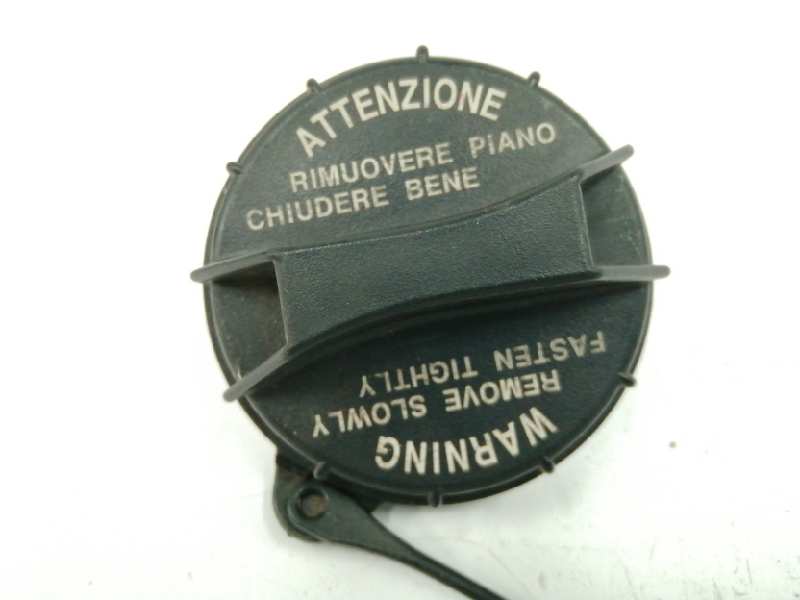 ATTENZIONE
RIMUOVERE PIANO
CHIUDERE BENE
WARNING
REMOVE SLOWLY
FASTEN TIGHTLY